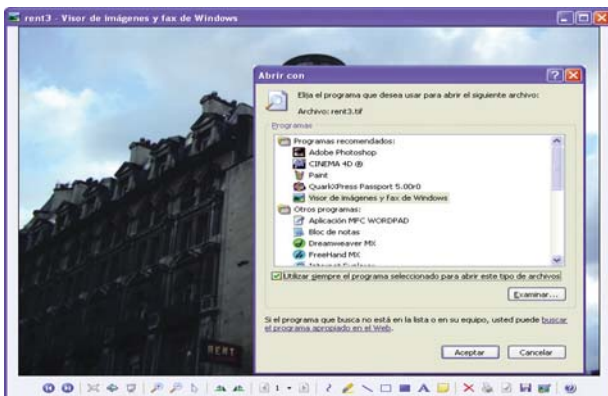 rent3 - Visor de imágenes y fax de Windows
Abrir con
Elija el programa que desea usar para abrir el siguiente archivo:
Archivo: rent3.tif
Programas
Programas recomendados:
Adobe Photoshop
CINEMA 4D ®
Paint
QuarkXPress Passport 5.00r0
Visor de imágenes y fax de Windows
Otros programas:
Aplicación MFC WORDPAD
Bloc de notas
Dreamweaver MX
FreeHand MX
Utilizar siempre el programa seleccionado para abrir este tipo de archivos
Examinar...
Si el programa que busca no está en la lista o en su equipo, usted puede buscar
el programa apropiado en el Web.
RENT
Aceptar Cancelar
1
A